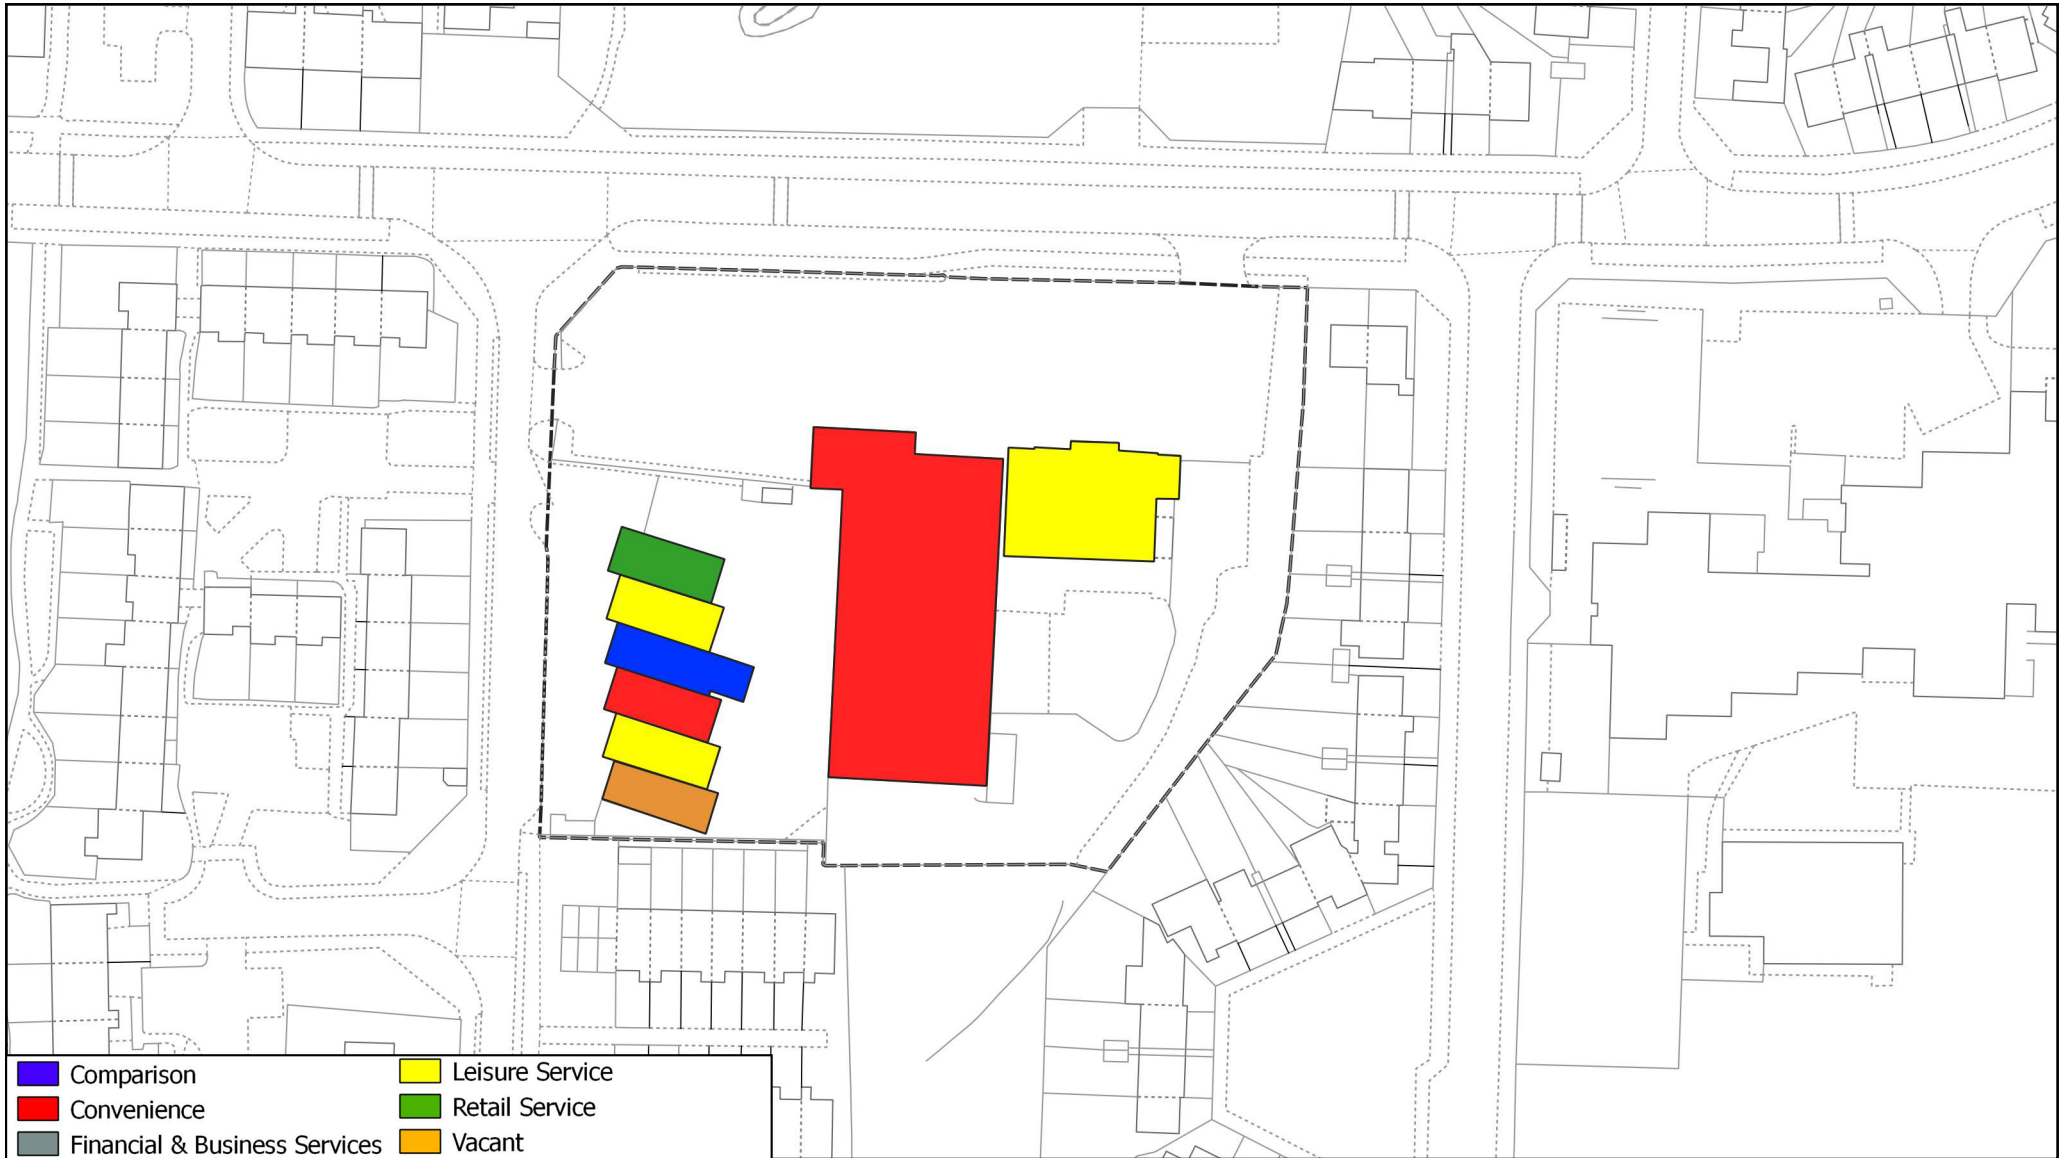 Comparison
Convenience
Financial & Business Services
Leisure Service
Retail Service
Vacant